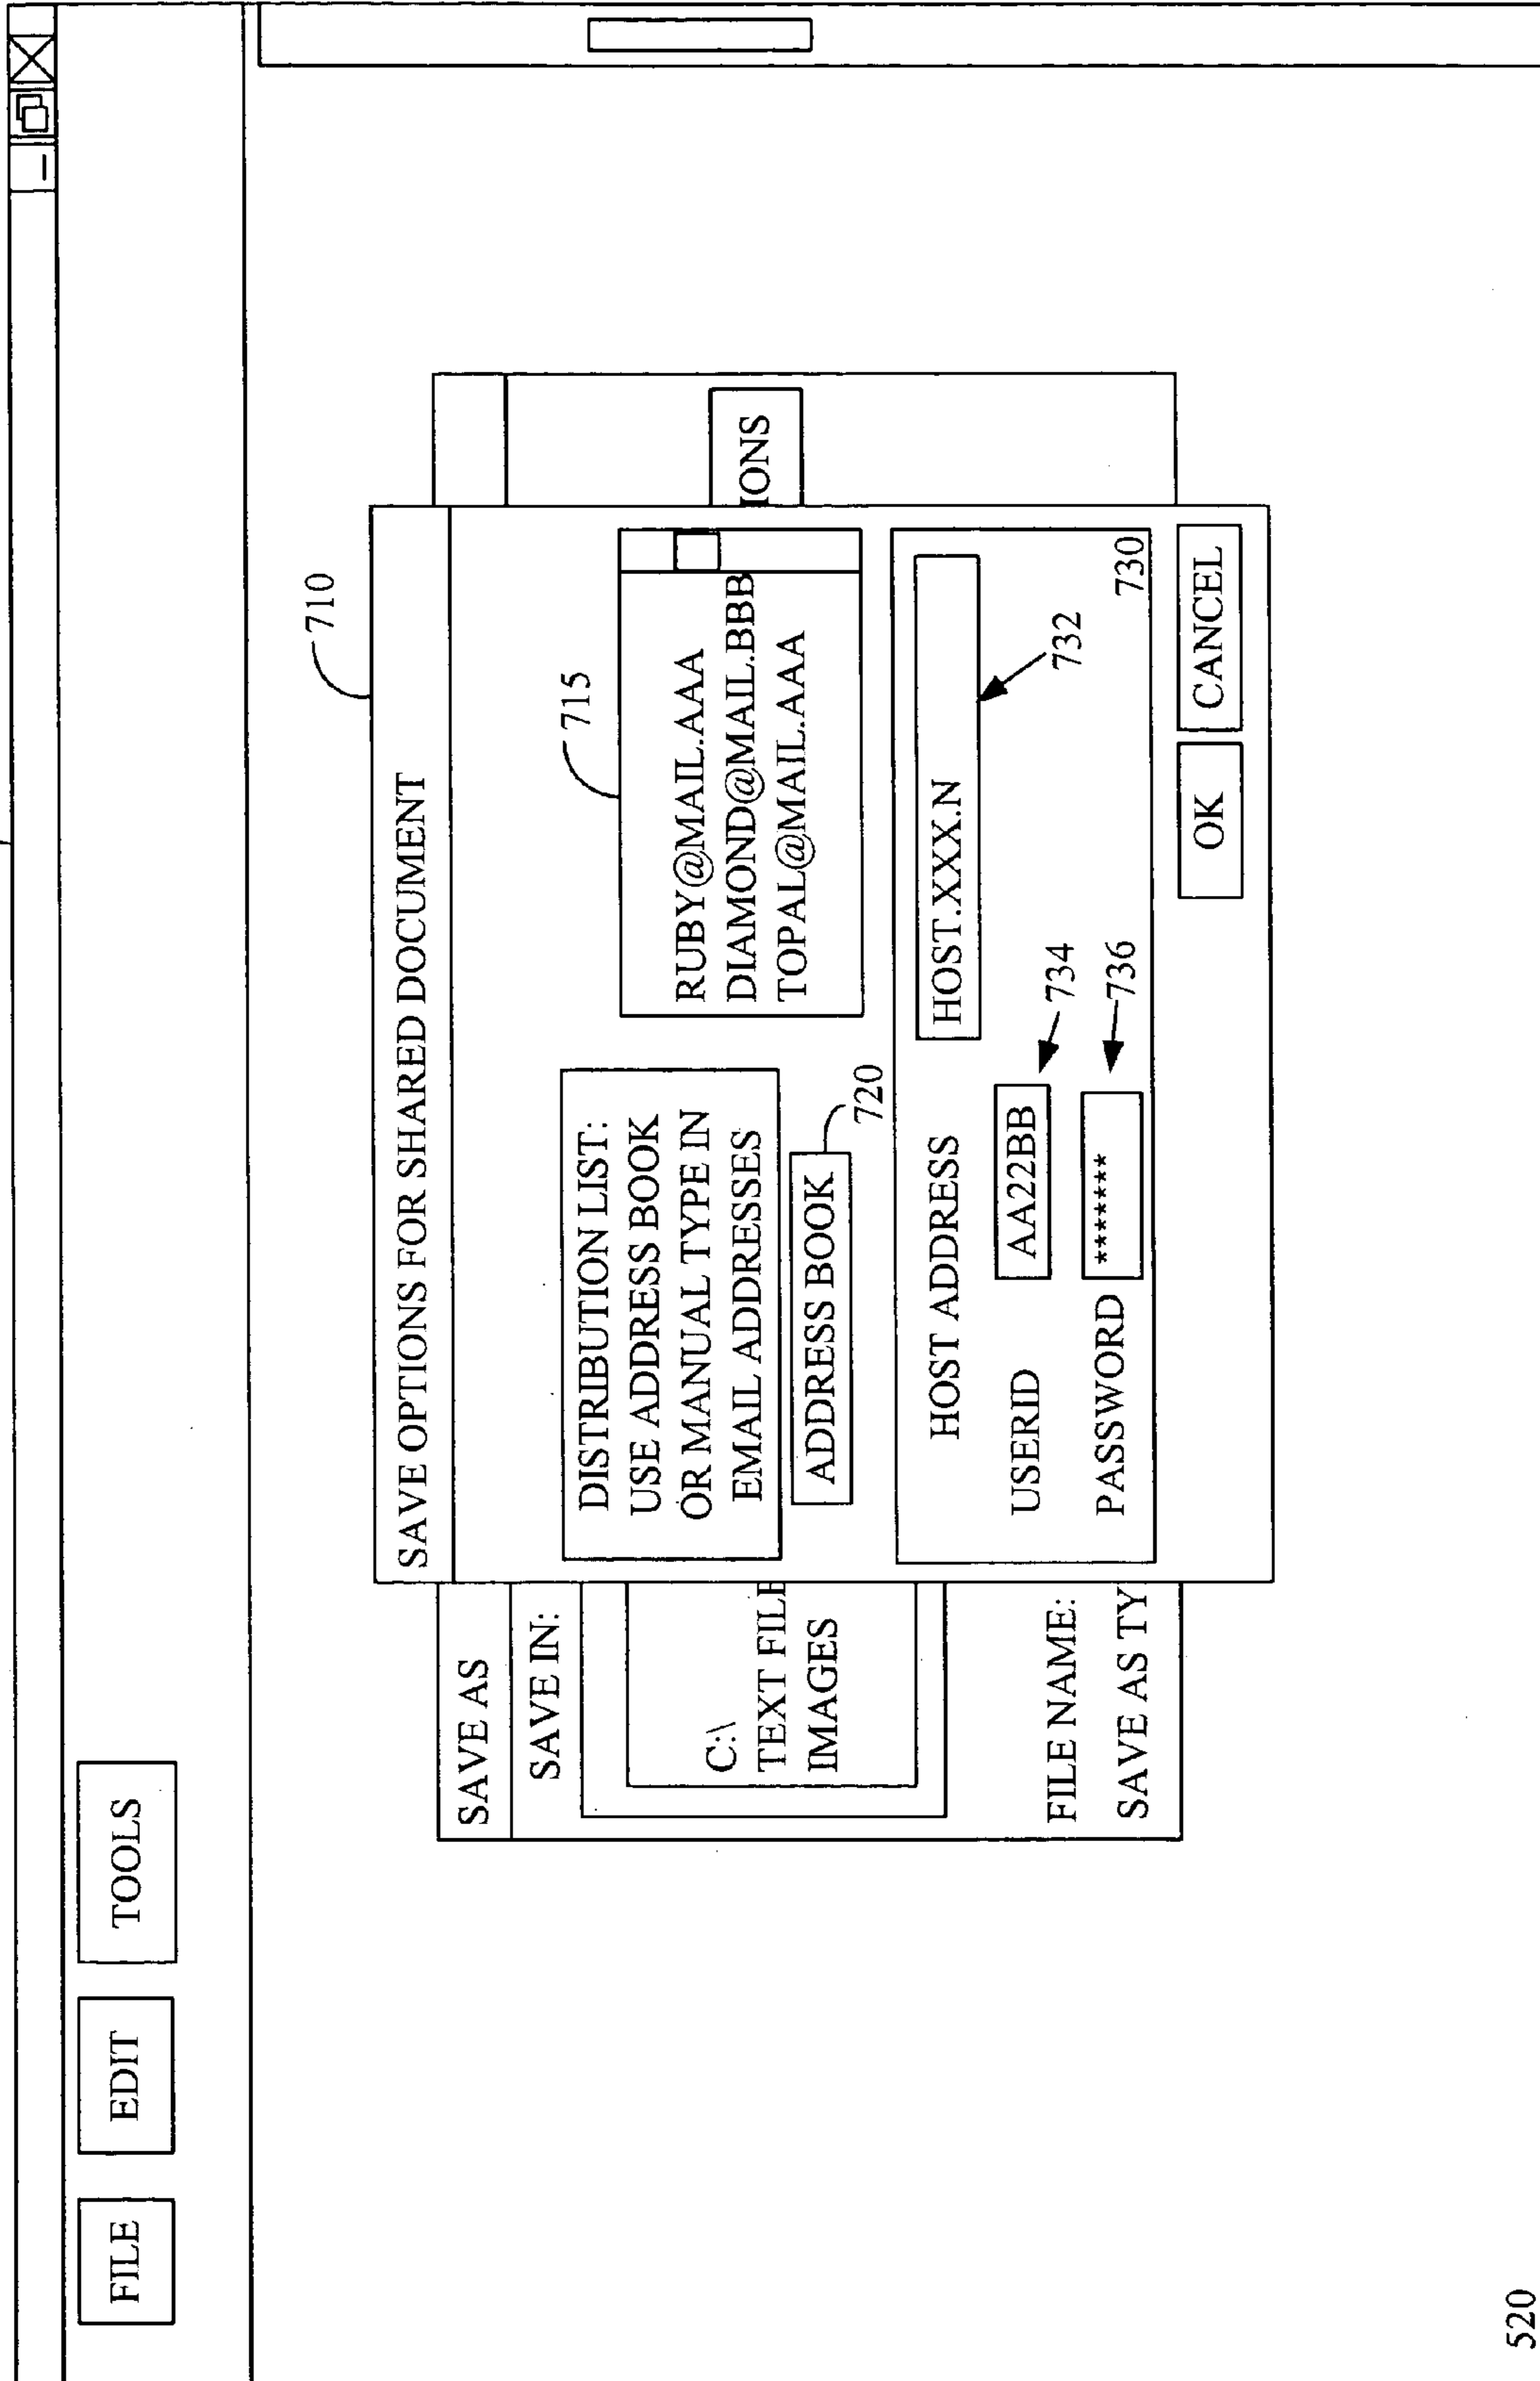 FILE
EDIT
TOOLS
710
SAVE OPTIONS FOR SHARED DOCUMENT
SAVE AS
SAVE IN:
C:\
TEXT FILE
IMAGES
FILE NAME:
SAVE AS TY
IONS
DISTRIBUTION LIST:
USE ADDRESS BOOK
OR MANUAL TYPE IN
EMAIL ADDRESSES
715
RUBY@MAIL.AAA
DIAMOND@MAIL.BBB
TOPAL@MAIL.AAA
ADDRESS BOOK
720
HOST ADDRESS
HOST.XXX.N
732
USERID
AA22BB
734
PASSWORD
*******
736
730
OK
CANCEL
520